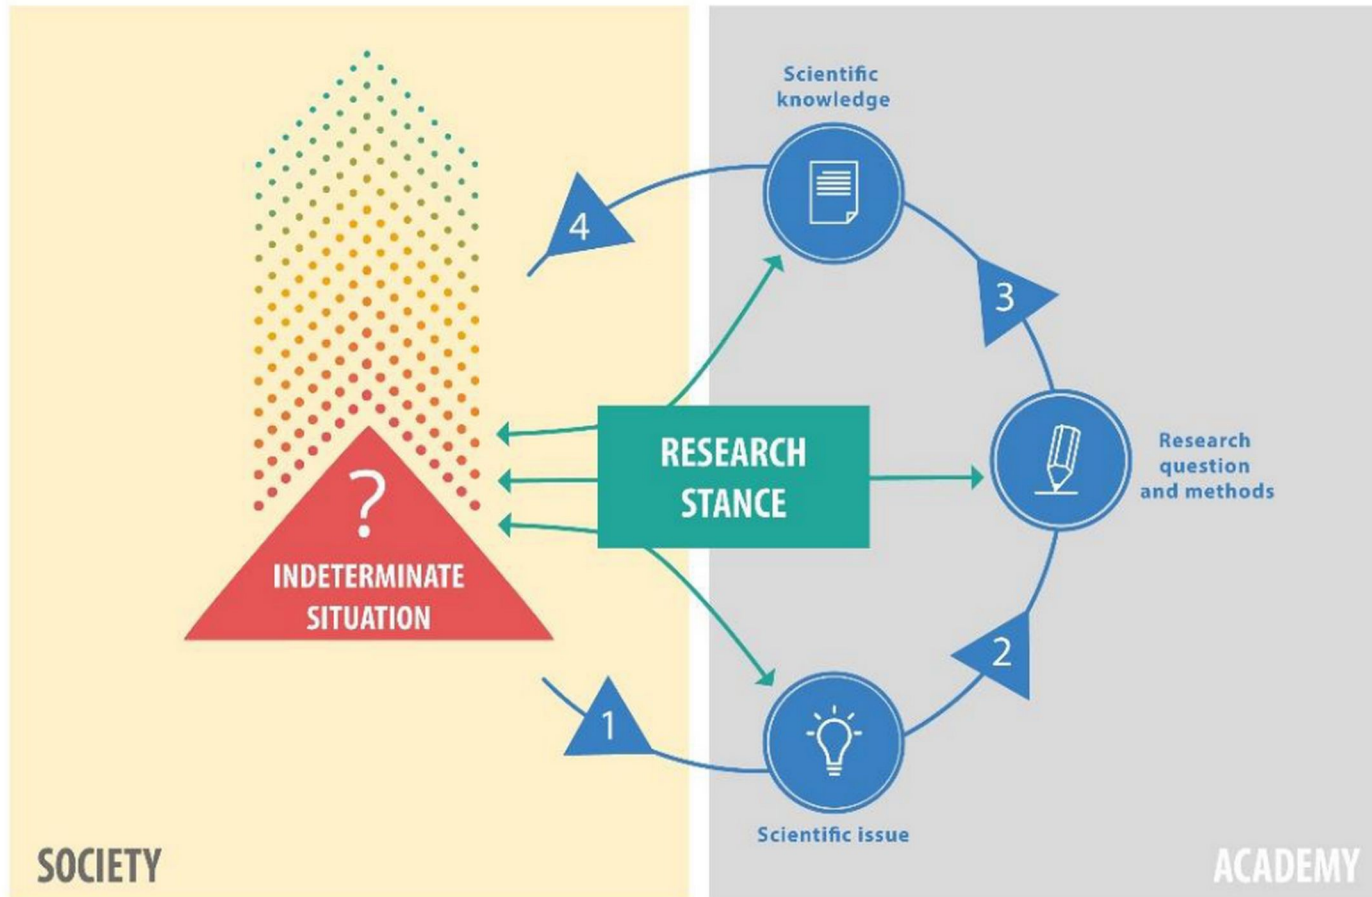 Scientific
knowledge
4
3
RESEARCH
STANCE
Research
question
and methods
?
INDETERMINATE
SITUATION
2
1
Scientific issue
SOCIETY
ACADEMY